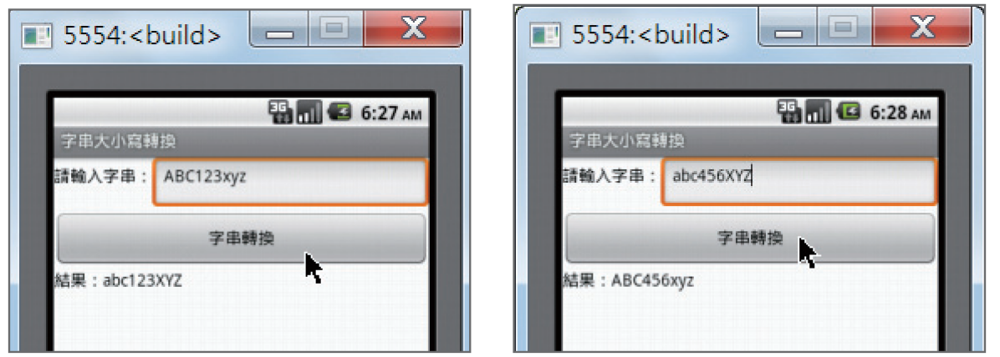 5554:<build>
3G
6:27 AM
字串大小寫轉換
請輸入字串：
ABC123xyz
字串轉換
結果：abc123XYZ
5554:<build>
3G
6:28 AM
字串大小寫轉換
請輸入字串：
abc456XYZ
字串轉換
結果：ABC456xyz